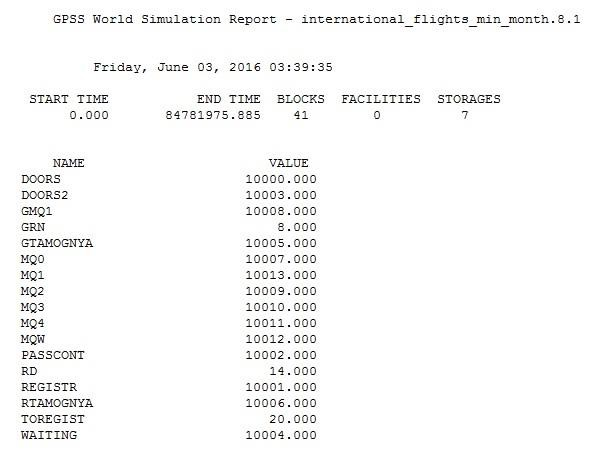 GPSS World Simulation Report - international_flights_min_month.8.1
Friday, June 03, 2016 03:39:35
START TIME END TIME BLOCKS FACILITIES STORAGES
0.000 84781975.885 41 0 7
NAME VALUE
DOORS 10000.000
DOORS2 10003.000
GMQ1 10008.000
GRN 8.000
GTAMOGNYA 10005.000
MQ0 10007.000
MQ1 10013.000
MQ2 10009.000
MQ3 10010.000
MQ4 10011.000
MQW 10012.000
PASSCONT 10002.000
RD 14.000
REGISTR 10001.000
RTAMOGNYA 10006.000
TOREGIST 20.000
WAITING 10004.000